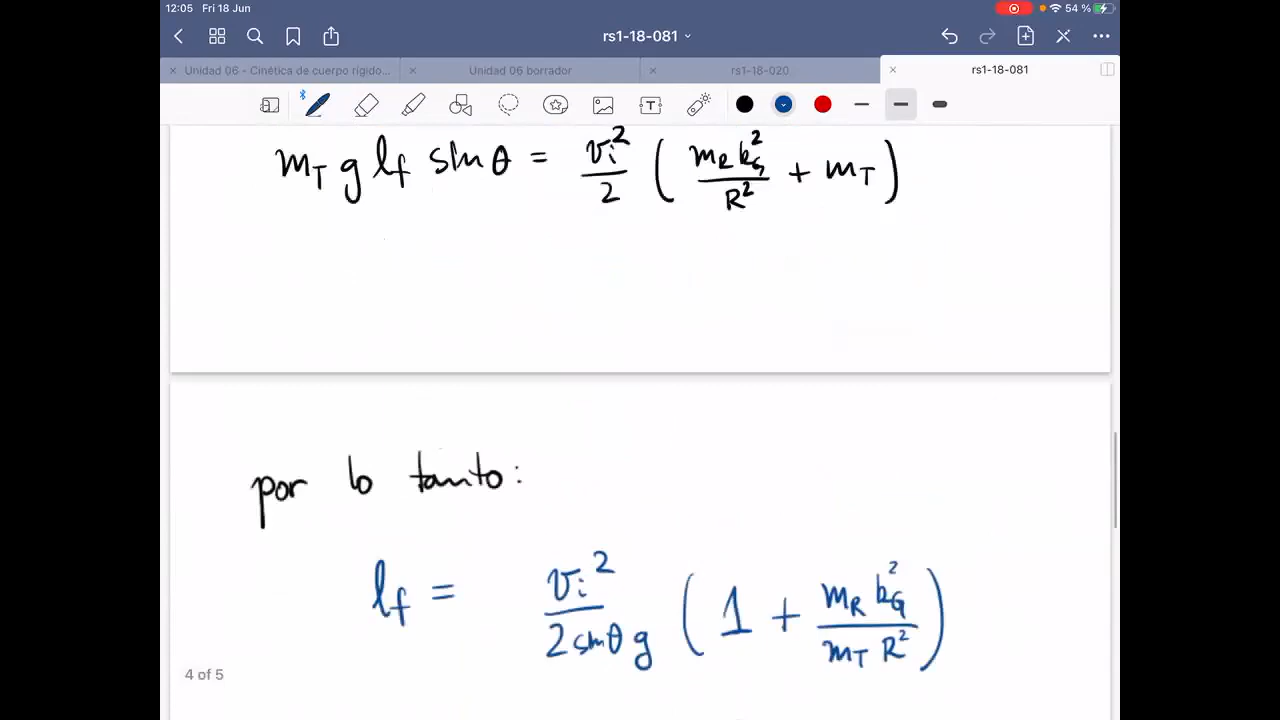 12:05 Fri 18 Jun 54 %
rs1-18-081
Unidad 06 - Cinética de cuerpo rígido... Unidad 06 borrador rs1-18-020 rs1-18-081
T
m_T g l_f sin θ = v_i^2 / 2 ( m_R k_G^2 / R^2 + m_T )
por lo tanto:
l_f = v_i^2 / 2 sin θ g ( 1 + m_R k_G^2 / m_T R^2 )
4 of 5